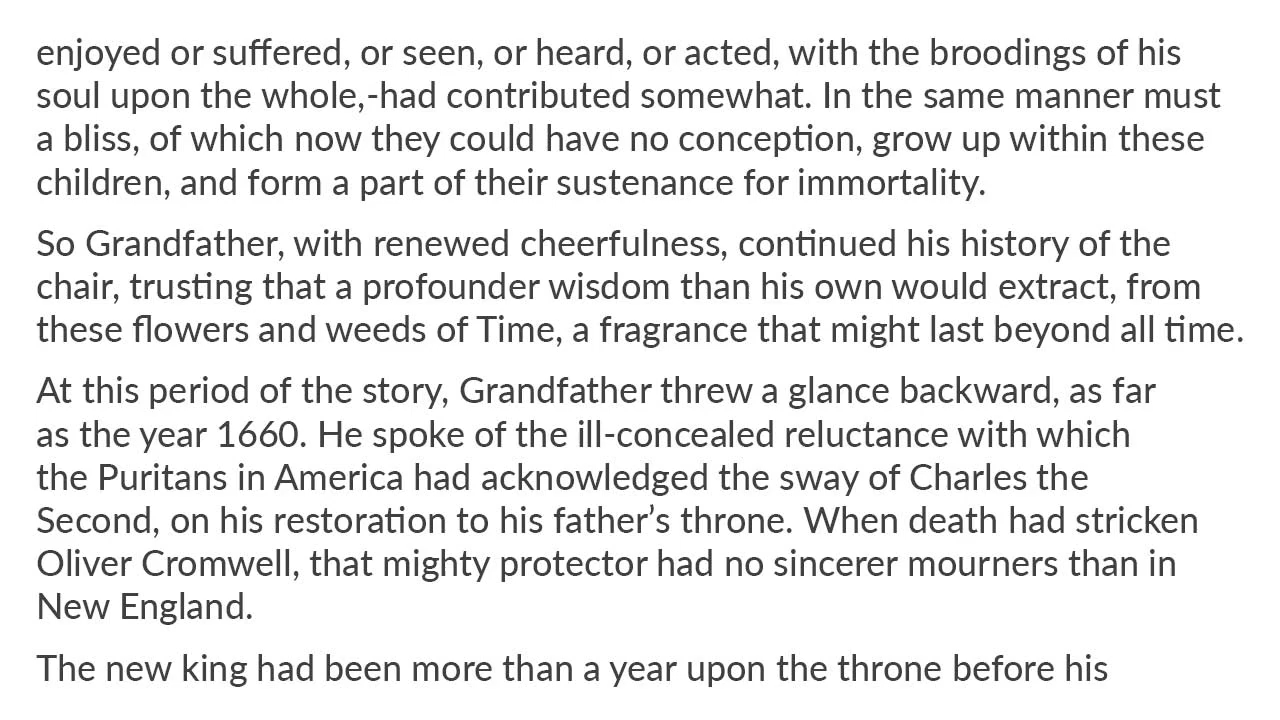 enjoyed or suffered, or seen, or heard, or acted, with the broodings of his
soul upon the whole,-had contributed somewhat. In the same manner must
a bliss, of which now they could have no conception, grow up within these
children, and form a part of their sustenance for immortality.
So Grandfather, with renewed cheerfulness, continued his history of the
chair, trusting that a profounder wisdom than his own would extract, from
these flowers and weeds of Time, a fragrance that might last beyond all time.
At this period of the story, Grandfather threw a glance backward, as far
as the year 1660. He spoke of the ill-concealed reluctance with which
the Puritans in America had acknowledged the sway of Charles the
Second, on his restoration to his father’s throne. When death had stricken
Oliver Cromwell, that mighty protector had no sincerer mourners than in
New England.
The new king had been more than a year upon the throne before his